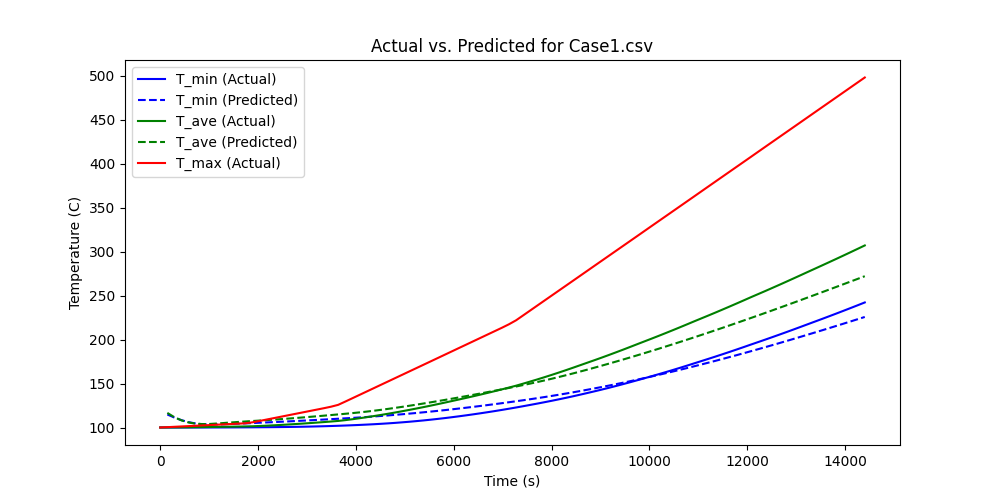 Actual vs. Predicted for Case1.csv
T_min (Actual)
T_min (Predicted)
T_ave (Actual)
T_ave (Predicted)
T_max (Actual)
500
450
400
350
300
250
200
150
100
Temperature (C)
0 2000 4000 6000 8000 10000 12000 14000
Time (s)